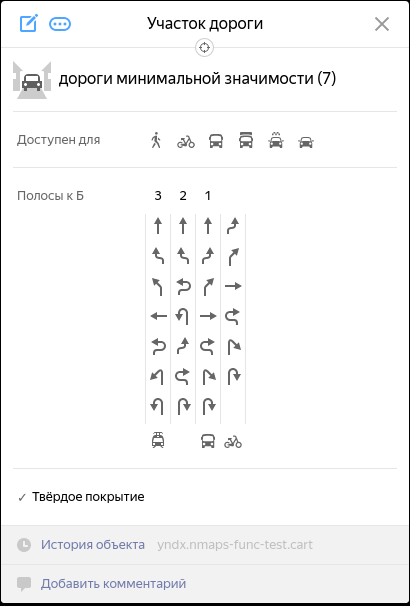 Участок дороги
дороги минимальной значимости (7)
Доступен для
Полосы к Б 3 2 1
✓ Твёрдое покрытие
История объекта yndx.nmaps-func-test.cart
Добавить комментарий